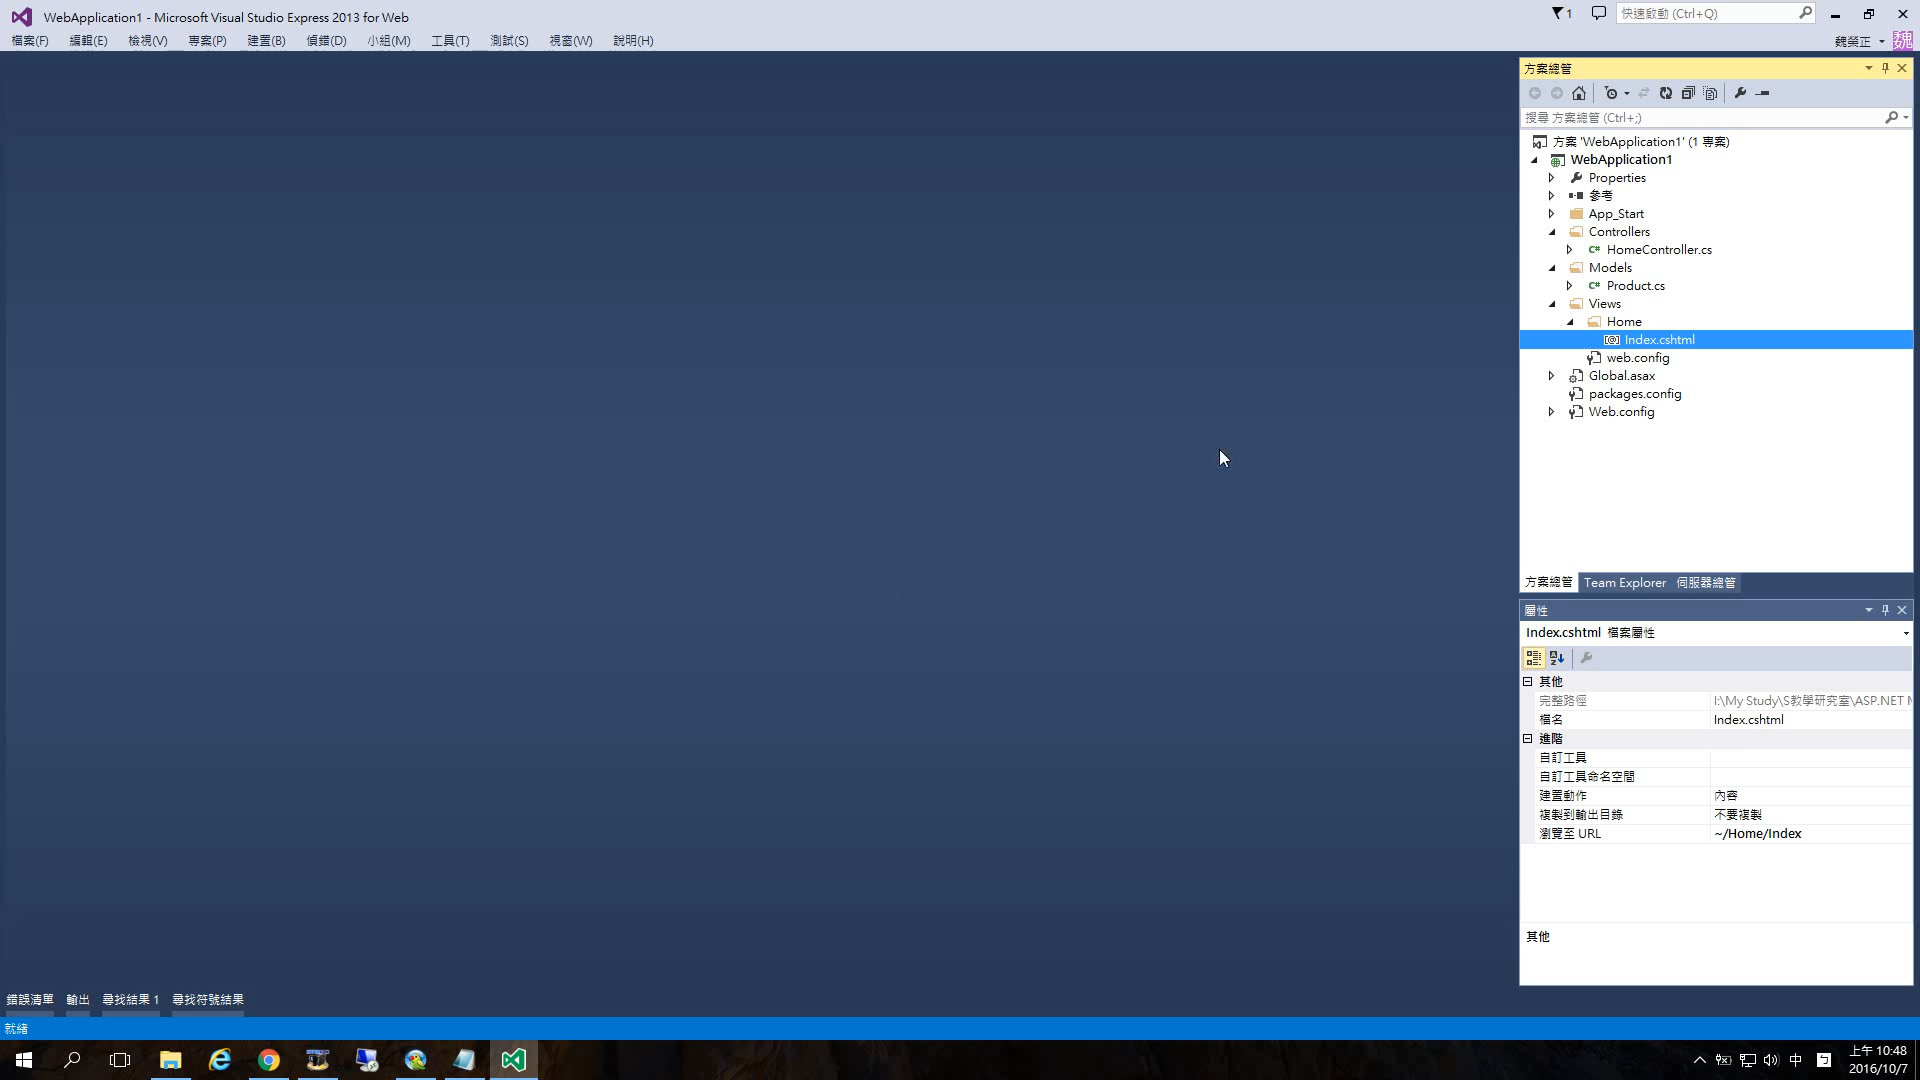 WebApplication1 - Microsoft Visual Studio Express 2013 for Web
1
快速啟動 (Ctrl+Q)
檔案(F) 編輯(E) 檢視(V) 專案(P) 建置(B) 偵錯(D) 小組(M) 工具(T) 測試(S) 視窗(W) 說明(H)
魏榮正
魏
方案總管
搜尋 方案總管 (Ctrl+;)
方案 'WebApplication1' (1 專案)
WebApplication1
Properties
參考
App_Start
Controllers
C# HomeController.cs
Models
C# Product.cs
Views
Home
[@] Index.cshtml
web.config
Global.asax
packages.config
Web.config
方案總管 Team Explorer 伺服器總管
屬性
Index.cshtml 檔案屬性
其他
完整路徑 I:\My Study\S教學研究室\ASP.NET M
檔名 Index.cshtml
進階
自訂工具
自訂工具命名空間
建置動作 內容
複製到輸出目錄 不要複製
瀏覽至 URL ~/Home/Index
其他
錯誤清單 輸出 尋找結果 1 尋找符號結果
就緒
中
上午 10:48
2016/10/7